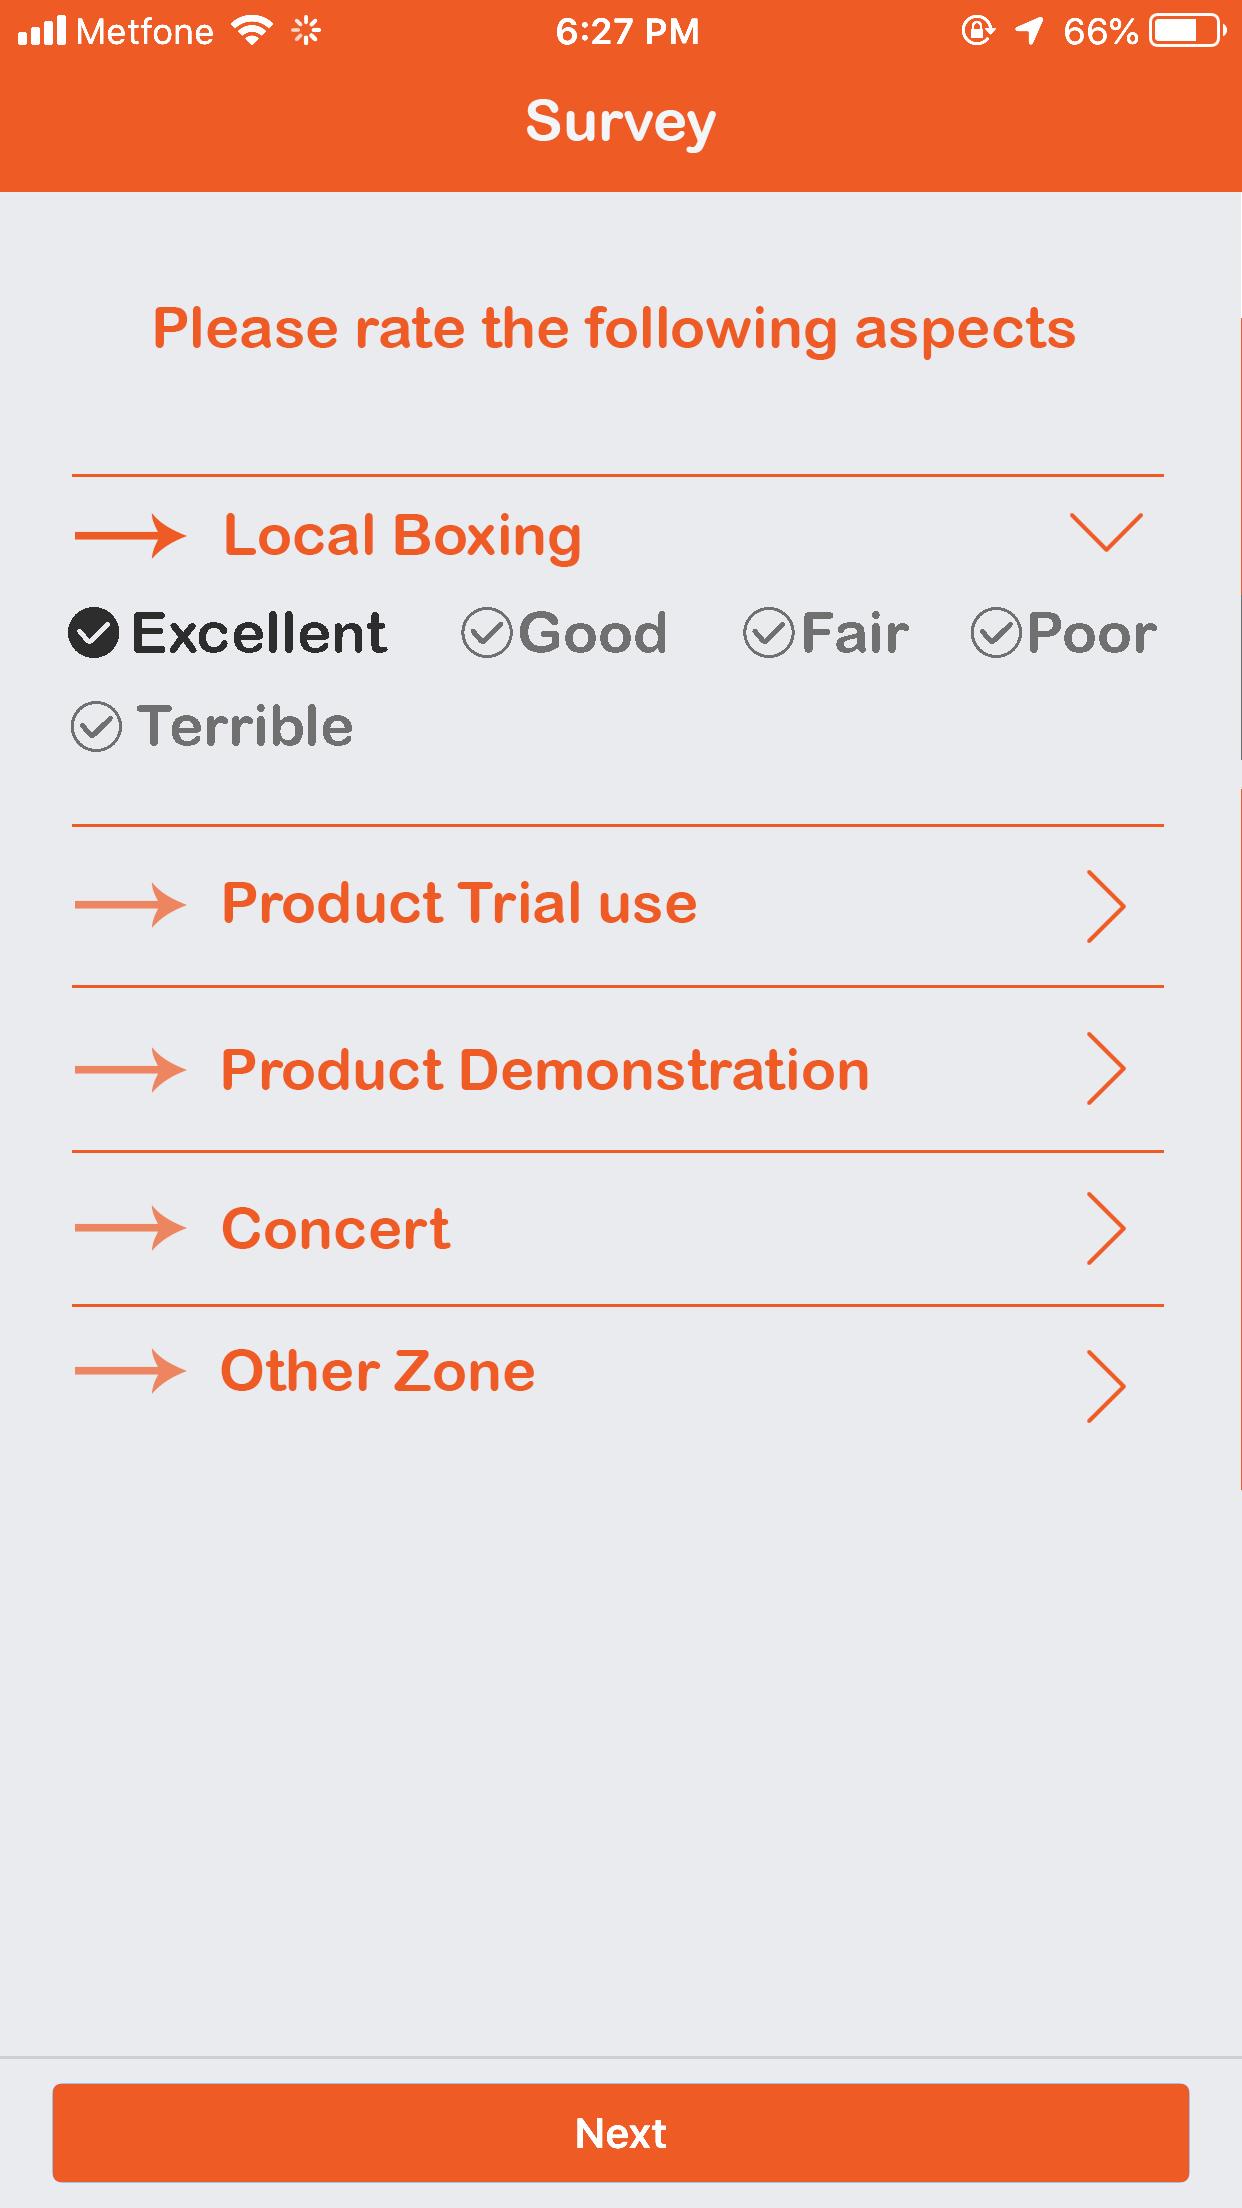 Metfone 6:27 PM 66%
Survey
Please rate the following aspects
Local Boxing
Excellent Good Fair Poor
Terrible
Product Trial use
Product Demonstration
Concert
Other Zone
Next